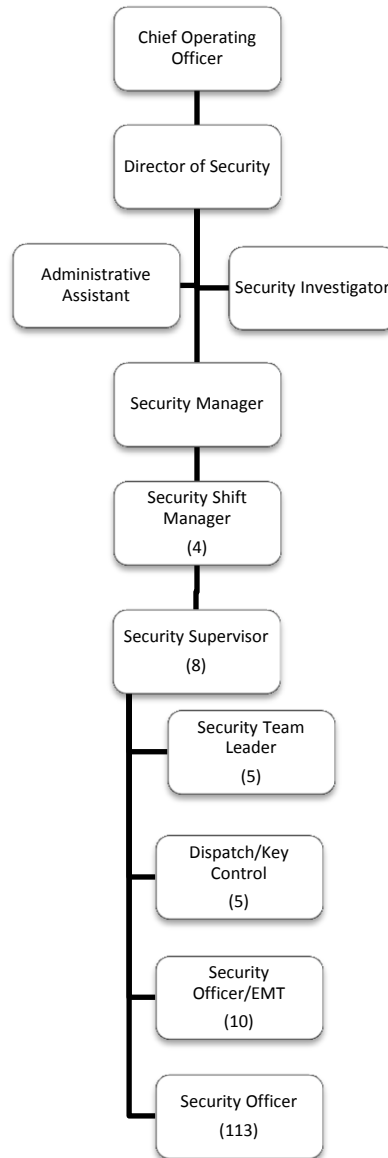 Chief Operating
Officer
Director of Security
Administrative
Assistant
Security Investigator
Security Manager
Security Shift
Manager
(4)
Security Supervisor
(8)
Security Team
Leader
(5)
Dispatch/Key
Control
(5)
Security
Officer/EMT
(10)
Security Officer
(113)